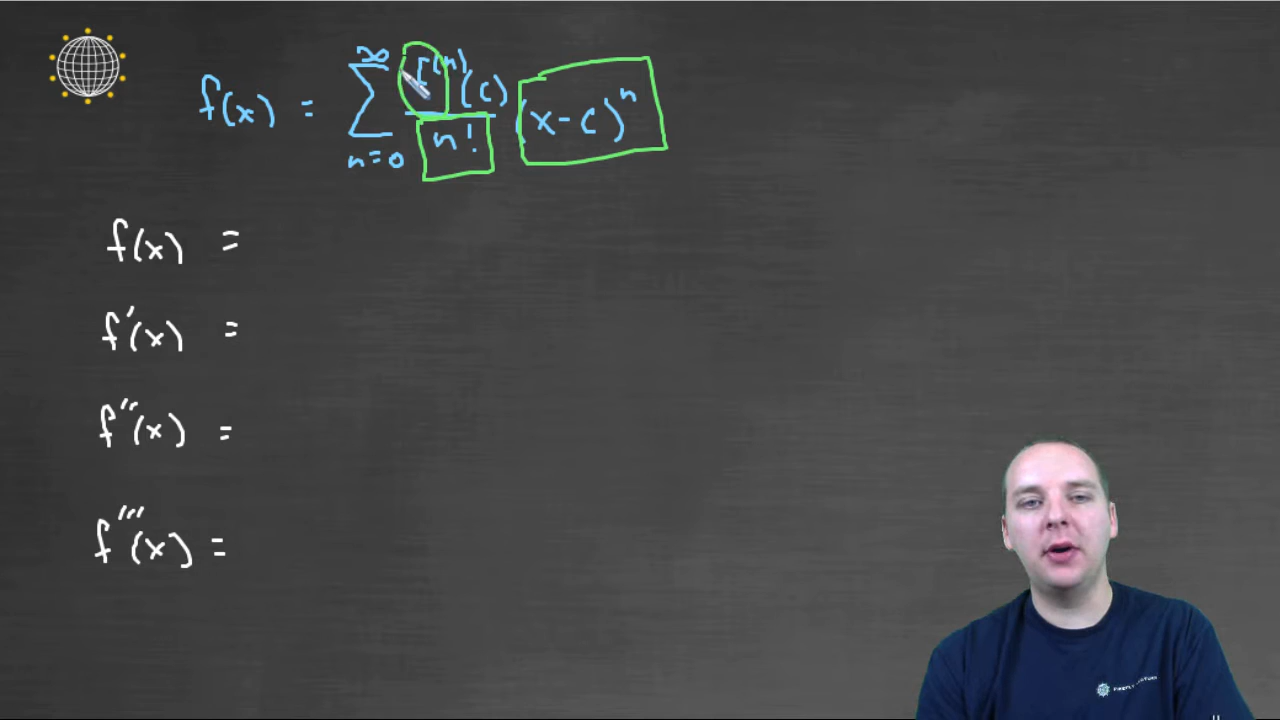 f(x) = ∞ Σ n=0 f⁽ⁿ⁾(c) / n! (x-c)ⁿ
f(x) =
f'(x) =
f''(x) =
f'''(x) =